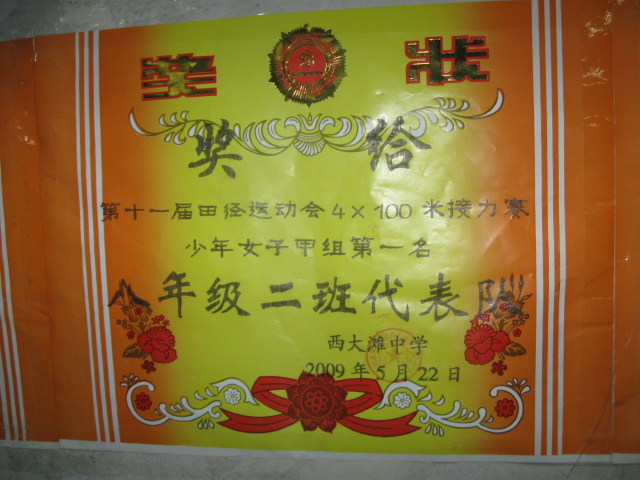 奖 状
奖 给
第十一届田径运动会4×100米接力赛
少年女子甲组第一名
八年级二班代表队
西大滩中学
2009年5月22日